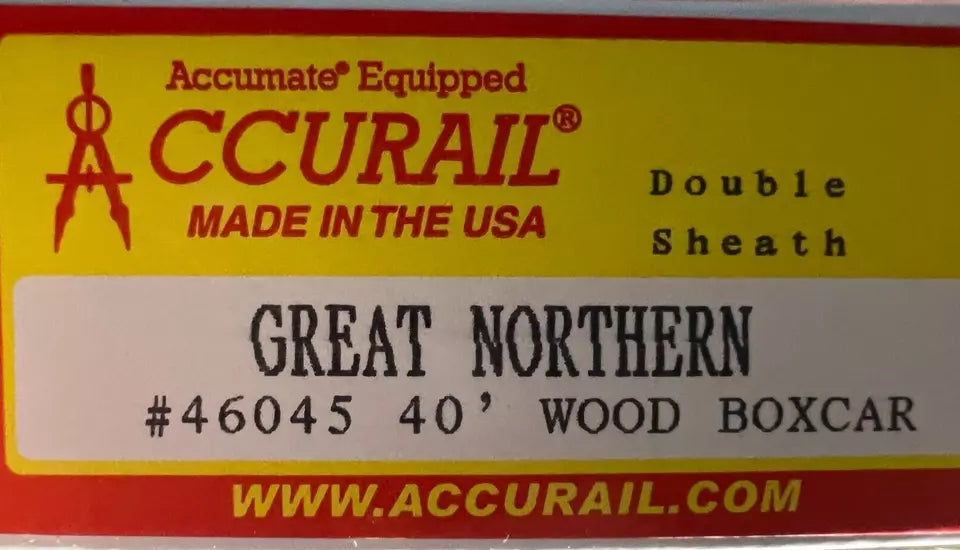 Accumate® Equipped
ACCURAIL®
MADE IN THE USA
Double
Sheath
GREAT NORTHERN
#46045 40' WOOD BOXCAR
WWW.ACCURAIL.COM